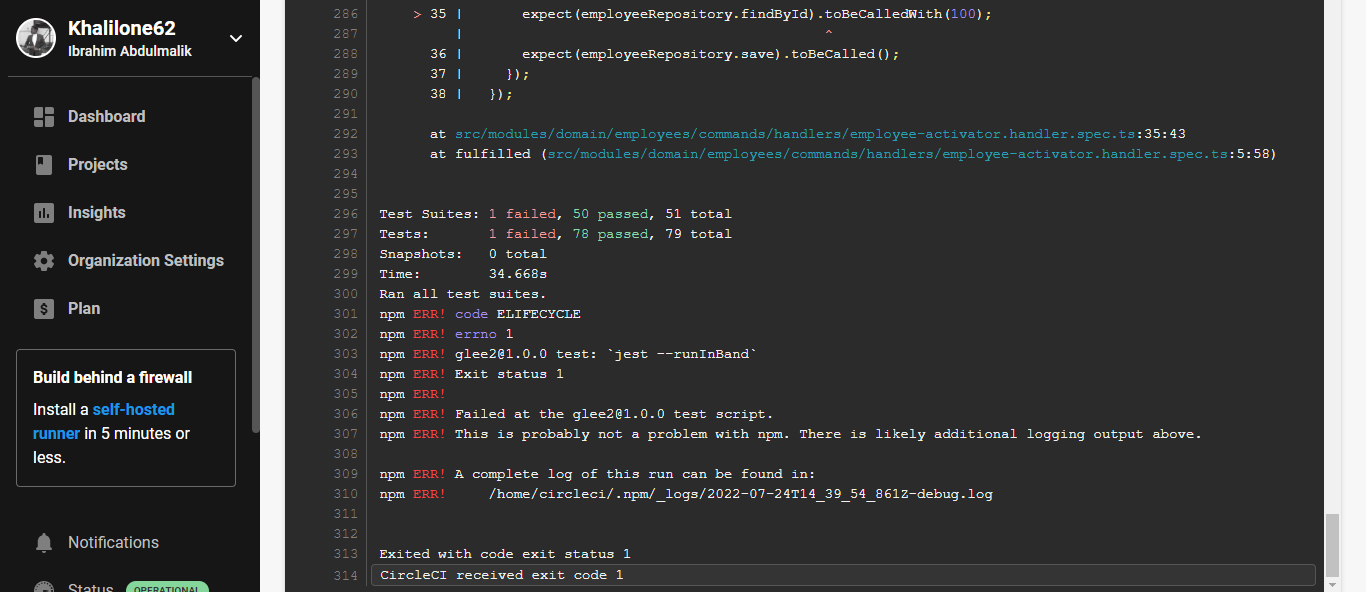 Khalilone62
Ibrahim Abdulmalik
Dashboard
Projects
Insights
Organization Settings
Plan
Build behind a firewall
Install a self-hosted
runner in 5 minutes or
less.
Notifications
Status OPERATIONAL
286 > 35 | expect(employeeRepository.findById).toBeCalledWith(100);
287 | ^
288 36 | expect(employeeRepository.save).toBeCalled();
289 37 | });
290 38 | });
291
292 at src/modules/domain/employees/commands/handlers/employee-activator.handler.spec.ts:35:43
293 at fulfilled (src/modules/domain/employees/commands/handlers/employee-activator.handler.spec.ts:5:58)
294
295
296 Test Suites: 1 failed, 50 passed, 51 total
297 Tests: 1 failed, 78 passed, 79 total
298 Snapshots: 0 total
299 Time: 34.668s
300 Ran all test suites.
301 npm ERR! code ELIFECYCLE
302 npm ERR! errno 1
303 npm ERR! glee2@1.0.0 test: `jest --runInBand`
304 npm ERR! Exit status 1
305 npm ERR!
306 npm ERR! Failed at the glee2@1.0.0 test script.
307 npm ERR! This is probably not a problem with npm. There is likely additional logging output above.
308
309 npm ERR! A complete log of this run can be found in:
310 npm ERR! /home/circleci/.npm/_logs/2022-07-24T14_39_54_861Z-debug.log
311
312
313 Exited with code exit status 1
314 CircleCI received exit code 1